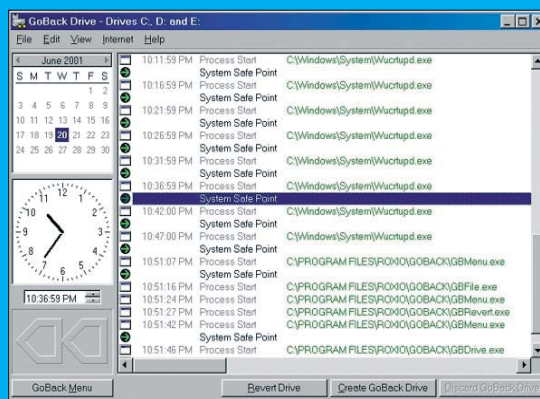 GoBack Drive - Drives C:, D: and E:
File Edit View Internet Help
June 2001
S M T W T F S
1 2
3 4 5 6 7 8 9
10 11 12 13 14 15 16
17 18 19 20 21 22 23
24 25 26 27 28 29 30
12 1 2 3 4 5 6 7 8 9 10 11
10:36:59 PM
10:11:59 PM Process Start C:\Windows\System\Wucrtupd.exe
System Safe Point
10:16:59 PM Process Start C:\Windows\System\Wucrtupd.exe
System Safe Point
10:21:59 PM Process Start C:\Windows\System\Wucrtupd.exe
System Safe Point
10:26:59 PM Process Start C:\Windows\System\Wucrtupd.exe
System Safe Point
10:31:59 PM Process Start C:\Windows\System\Wucrtupd.exe
System Safe Point
10:36:59 PM Process Start C:\Windows\System\Wucrtupd.exe
System Safe Point
10:42:00 PM Process Start C:\Windows\System\Wucrtupd.exe
System Safe Point
10:47:00 PM Process Start C:\Windows\System\Wucrtupd.exe
System Safe Point
10:51:07 PM Process Start C:\PROGRAM FILES\ROXIO\GOBACK\GBMenu.exe
System Safe Point
10:51:16 PM Process Start C:\PROGRAM FILES\ROXIO\GOBACK\GBFile.exe
10:51:24 PM Process Start C:\PROGRAM FILES\ROXIO\GOBACK\GBMenu.exe
10:51:27 PM Process Start C:\PROGRAM FILES\ROXIO\GOBACK\GBRevert.exe
10:51:42 PM Process Start C:\PROGRAM FILES\ROXIO\GOBACK\GBMenu.exe
System Safe Point
10:51:46 PM Process Start C:\PROGRAM FILES\ROXIO\GOBACK\GBDrive.exe
GoBack Menu Revert Drive Create GoBack Drive Discard GoBack Drive